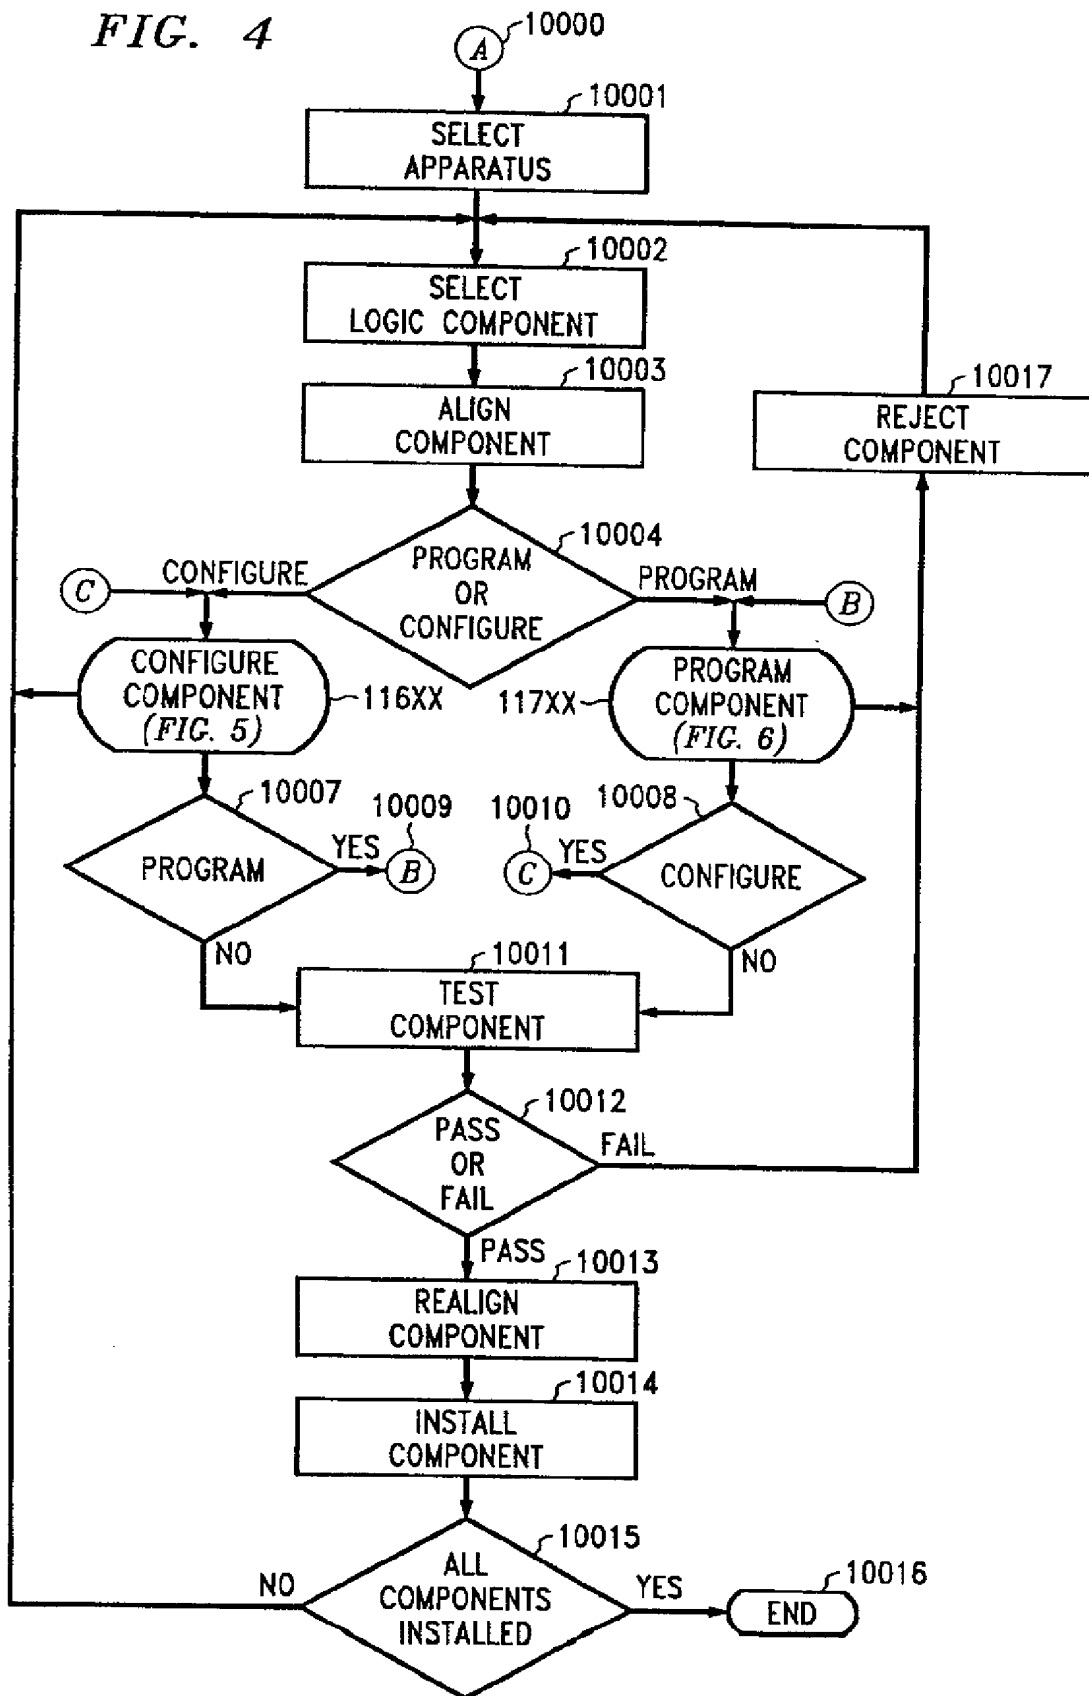 FIG. 4
A
10000
10001
SELECT
APPARATUS
10002
SELECT
LOGIC COMPONENT
10003
ALIGN
COMPONENT
10017
REJECT
COMPONENT
10004
PROGRAM
OR
CONFIGURE
CONFIGURE
PROGRAM
C
B
CONFIGURE
COMPONENT
(FIG. 5)
116XX
117XX
PROGRAM
COMPONENT
(FIG. 6)
10007
PROGRAM
YES
10009
B
NO
10010
C
YES
10008
CONFIGURE
NO
10011
TEST
COMPONENT
10012
PASS
OR
FAIL
FAIL
PASS
10013
REALIGN
COMPONENT
10014
INSTALL
COMPONENT
10015
ALL
COMPONENTS
INSTALLED
NO
YES
10016
END